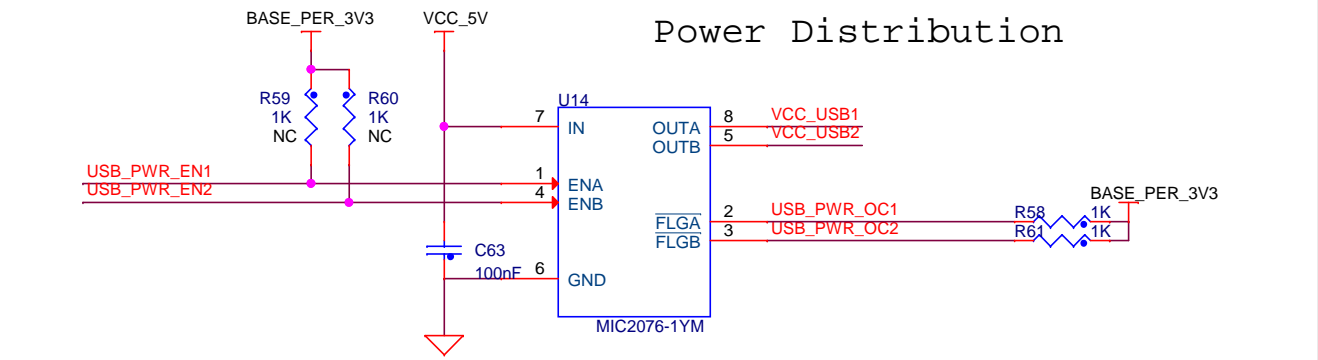 Power Distribution
BASE_PER_3V3
VCC_5V
R59
1K
NC
R60
1K
NC
U14
7
IN
OUTA
8
VCC_USB1
OUTB
5
VCC_USB2
USB_PWR_EN1
1
ENA
USB_PWR_EN2
4
ENB
BASE_PER_3V3
FLGA
2
USB_PWR_OC1
R58
1K
FLGB
3
USB_PWR_OC2
R61
1K
C63
100nF
6
GND
MIC2076-1YM